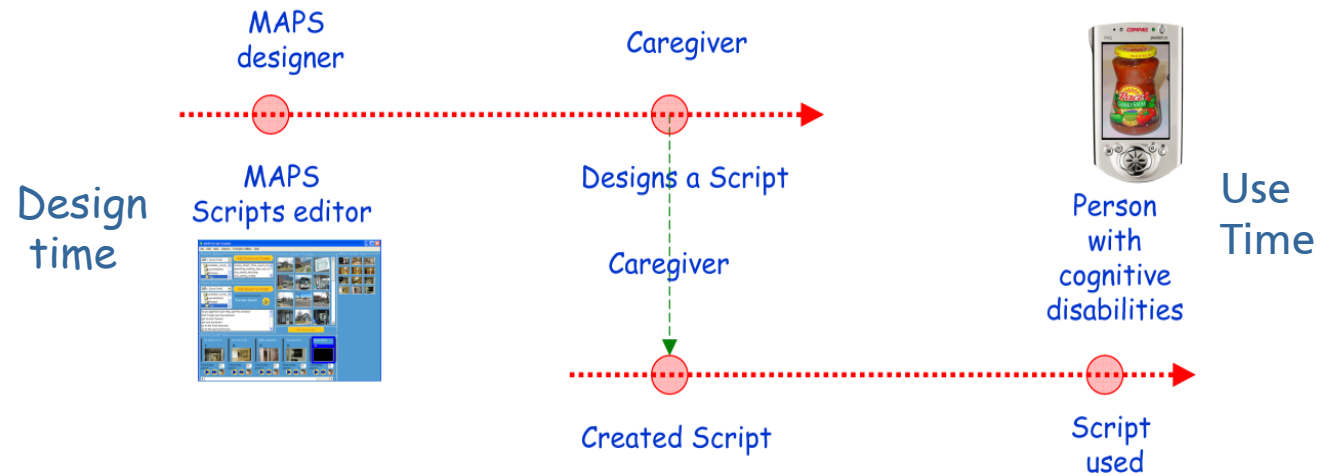 MAPS
designer
Caregiver
COMPAQ
MAPS
Scripts editor
Designs a Script
Design
time
Person
with
cognitive
disabilities
Use
Time
Caregiver
Created Script
Script
used